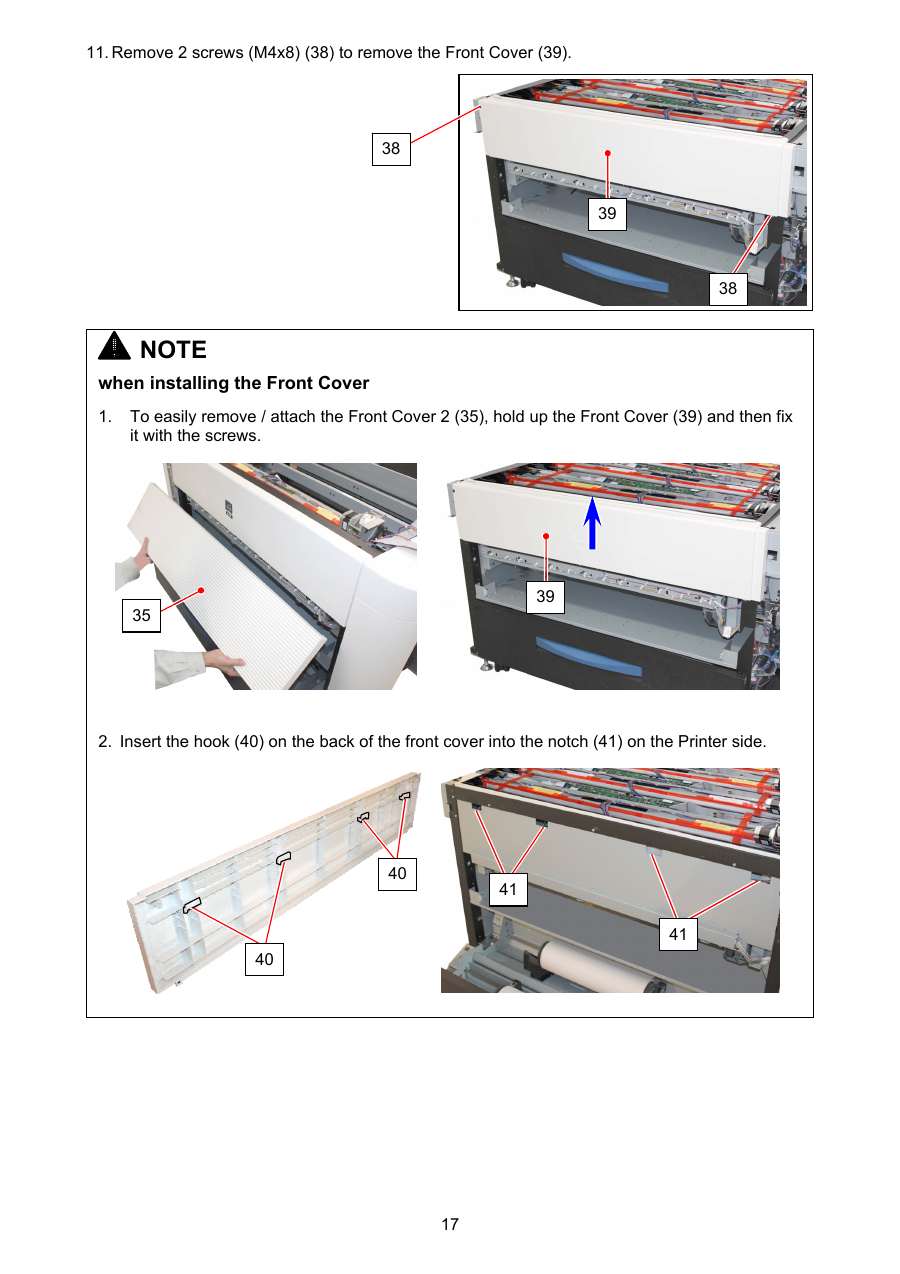 11. Remove 2 screws (M4x8) (38) to remove the Front Cover (39).
38
39
38
NOTE
when installing the Front Cover
1. To easily remove / attach the Front Cover 2 (35), hold up the Front Cover (39) and then fix
it with the screws.
35
39
2. Insert the hook (40) on the back of the front cover into the notch (41) on the Printer side.
40
40
41
41
17